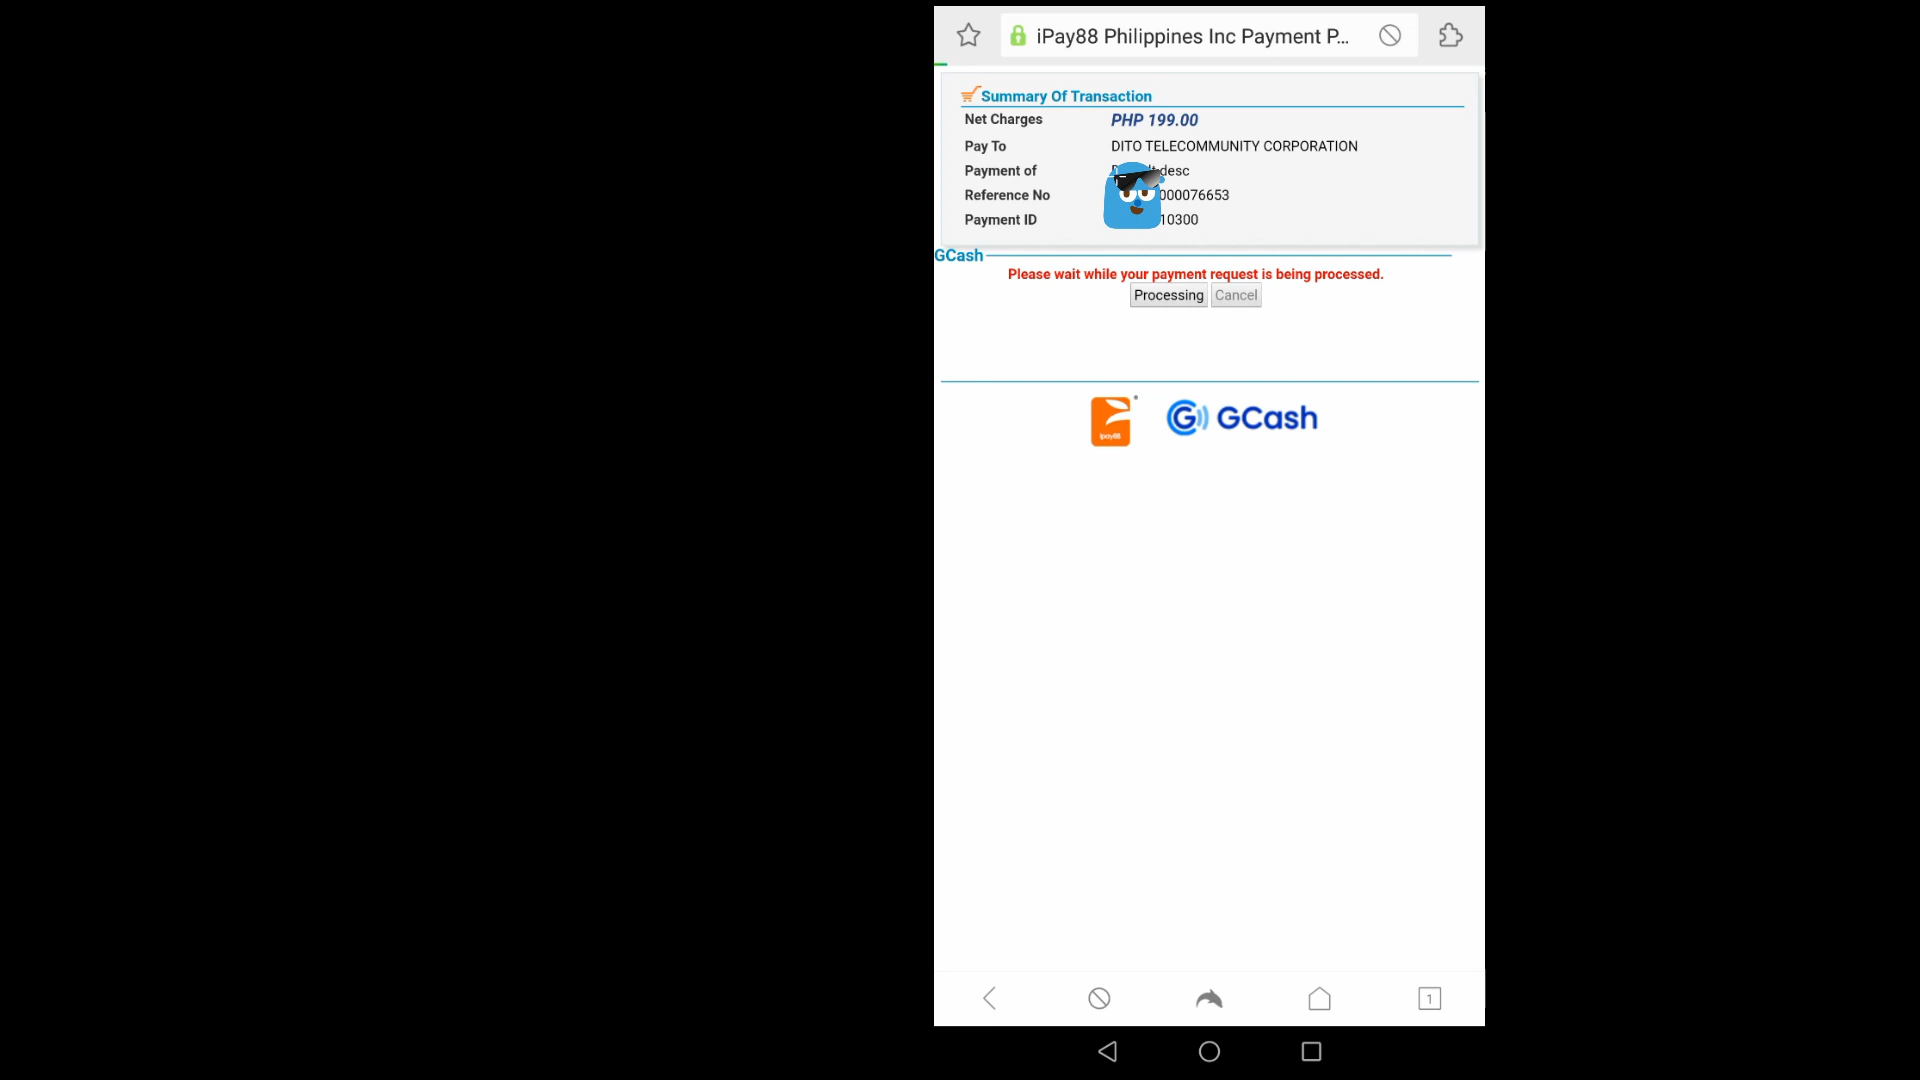 iPay88 Philippines Inc Payment P...
Summary Of Transaction
Net Charges PHP 199.00
Pay To DITO TELECOMMUNITY CORPORATION
Payment of desc
Reference No 000076653
Payment ID 10300
GCash
Please wait while your payment request is being processed.
Processing Cancel
ipay88 GCash
1